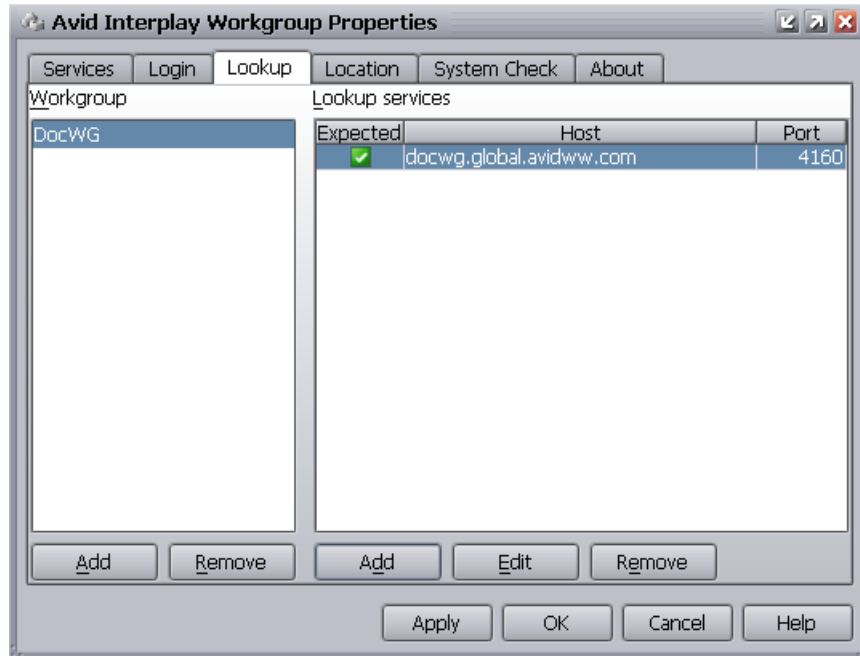 Avid Interplay Workgroup Properties
Services Login Lookup Location System Check About
Workgroup Lookup services
DocWG
Expected Host Port
docwg.global.avidww.com 4160
Add Remove Add Edit Remove
Apply OK Cancel Help